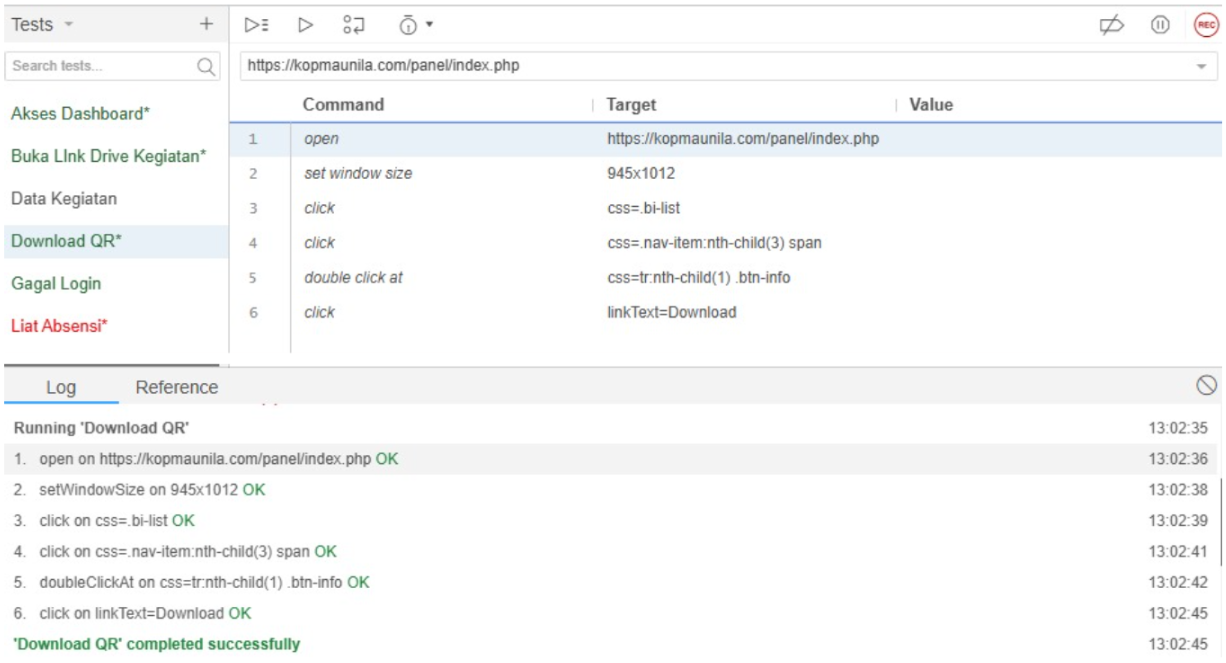 Tests
REC
Search tests...
https://kopmaunila.com/panel/index.php
Command Target Value
Akses Dashboard*
Buka LInk Drive Kegiatan*
Data Kegiatan
Download QR*
Gagal Login
Liat Absensi*
1 open https://kopmaunila.com/panel/index.php
2 set window size 945x1012
3 click css=.bi-list
4 click css=.nav-item:nth-child(3) span
5 double click at css=tr:nth-child(1) .btn-info
6 click linkText=Download
Log Reference
Running 'Download QR' 13:02:35
1. open on https://kopmaunila.com/panel/index.php OK 13:02:36
2. setWindowSize on 945x1012 OK 13:02:38
3. click on css=.bi-list OK 13:02:39
4. click on css=.nav-item:nth-child(3) span OK 13:02:41
5. doubleClickAt on css=tr:nth-child(1) .btn-info OK 13:02:42
6. click on linkText=Download OK 13:02:45
'Download QR' completed successfully 13:02:45